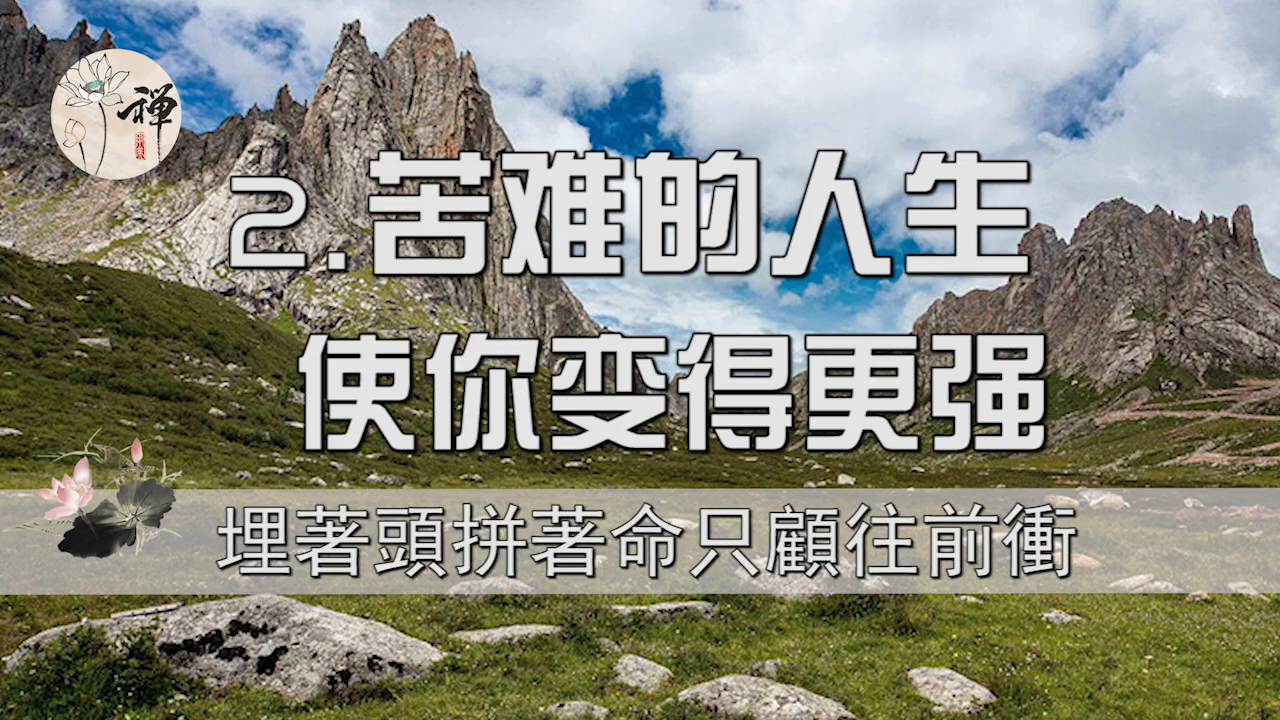 禅
2.苦难的人生
使你变得更强
埋著頭拼著命只顧往前衝